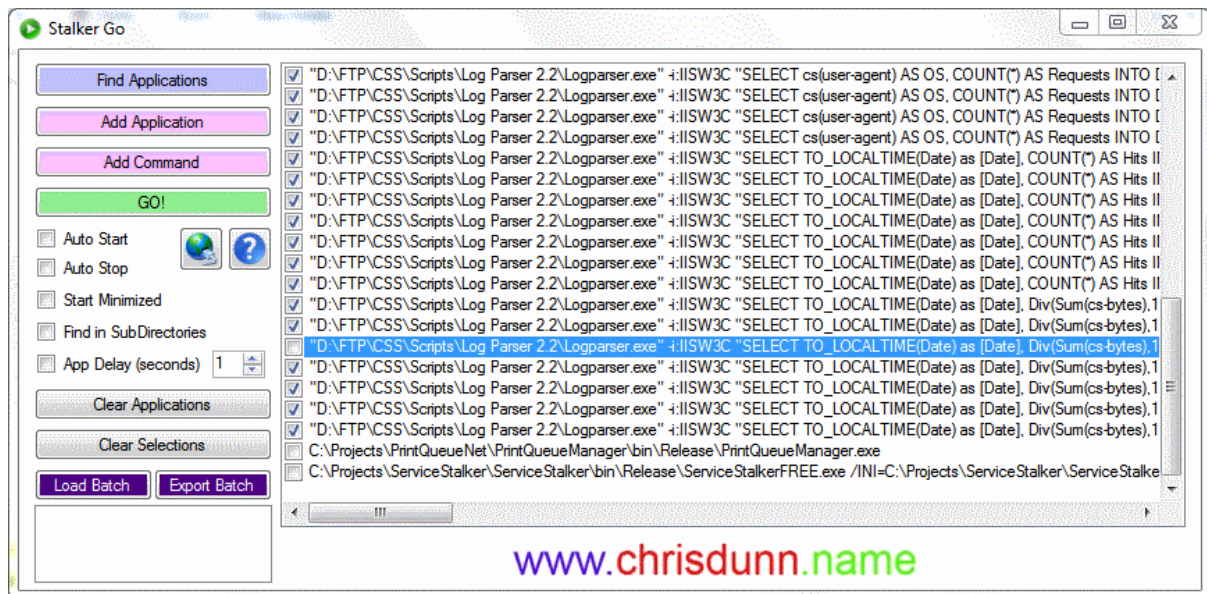 Stalker Go
Find Applications
Add Application
Add Command
GO!
Auto Start
Auto Stop
Start Minimized
Find in SubDirectories
App Delay (seconds) 1
Clear Applications
Clear Selections
Load Batch Export Batch
"D:\FTP\CSS\Scripts\Log Parser 2.2\Logparser.exe" -i:IISW3C "SELECT cs(user-agent) AS OS, COUNT(*) AS Requests INTO
"D:\FTP\CSS\Scripts\Log Parser 2.2\Logparser.exe" -i:IISW3C "SELECT cs(user-agent) AS OS, COUNT(*) AS Requests INTO
"D:\FTP\CSS\Scripts\Log Parser 2.2\Logparser.exe" -i:IISW3C "SELECT cs(user-agent) AS OS, COUNT(*) AS Requests INTO
"D:\FTP\CSS\Scripts\Log Parser 2.2\Logparser.exe" -i:IISW3C "SELECT cs(user-agent) AS OS, COUNT(*) AS Requests INTO
"D:\FTP\CSS\Scripts\Log Parser 2.2\Logparser.exe" -i:IISW3C "SELECT TO_LOCALTIME(Date) as [Date], COUNT(*) AS Hits
"D:\FTP\CSS\Scripts\Log Parser 2.2\Logparser.exe" -i:IISW3C "SELECT TO_LOCALTIME(Date) as [Date], COUNT(*) AS Hits
"D:\FTP\CSS\Scripts\Log Parser 2.2\Logparser.exe" -i:IISW3C "SELECT TO_LOCALTIME(Date) as [Date], COUNT(*) AS Hits
"D:\FTP\CSS\Scripts\Log Parser 2.2\Logparser.exe" -i:IISW3C "SELECT TO_LOCALTIME(Date) as [Date], COUNT(*) AS Hits
"D:\FTP\CSS\Scripts\Log Parser 2.2\Logparser.exe" -i:IISW3C "SELECT TO_LOCALTIME(Date) as [Date], COUNT(*) AS Hits
"D:\FTP\CSS\Scripts\Log Parser 2.2\Logparser.exe" -i:IISW3C "SELECT TO_LOCALTIME(Date) as [Date], COUNT(*) AS Hits
"D:\FTP\CSS\Scripts\Log Parser 2.2\Logparser.exe" -i:IISW3C "SELECT TO_LOCALTIME(Date) as [Date], COUNT(*) AS Hits
"D:\FTP\CSS\Scripts\Log Parser 2.2\Logparser.exe" -i:IISW3C "SELECT TO_LOCALTIME(Date) as [Date], Div(Sum(cs-bytes),1
"D:\FTP\CSS\Scripts\Log Parser 2.2\Logparser.exe" -i:IISW3C "SELECT TO_LOCALTIME(Date) as [Date], Div(Sum(cs-bytes),1
"D:\FTP\CSS\Scripts\Log Parser 2.2\Logparser.exe" -i:IISW3C "SELECT TO_LOCALTIME(Date) as [Date], Div(Sum(cs-bytes),1
"D:\FTP\CSS\Scripts\Log Parser 2.2\Logparser.exe" -i:IISW3C "SELECT TO_LOCALTIME(Date) as [Date], Div(Sum(cs-bytes),1
"D:\FTP\CSS\Scripts\Log Parser 2.2\Logparser.exe" -i:IISW3C "SELECT TO_LOCALTIME(Date) as [Date], Div(Sum(cs-bytes),1
"D:\FTP\CSS\Scripts\Log Parser 2.2\Logparser.exe" -i:IISW3C "SELECT TO_LOCALTIME(Date) as [Date], Div(Sum(cs-bytes),1
"D:\FTP\CSS\Scripts\Log Parser 2.2\Logparser.exe" -i:IISW3C "SELECT TO_LOCALTIME(Date) as [Date], Div(Sum(cs-bytes),1
C:\Projects\PrintQueueNet\PrintQueueManager\bin\Release\PrintQueueManager.exe
C:\Projects\ServiceStalker\ServiceStalker\bin\Release\ServiceStalkerFREE.exe /INI=C:\Projects\ServiceStalker\ServiceStalke
www.chrisdunn.name